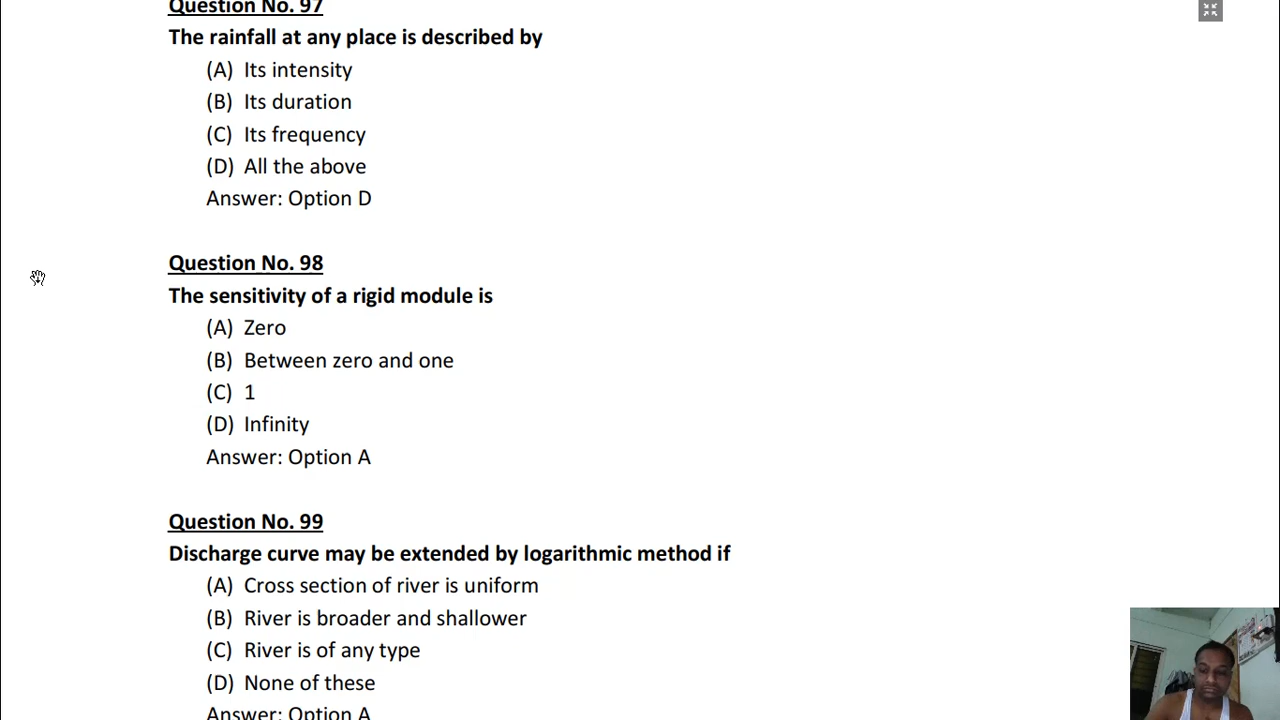 Question No. 97
The rainfall at any place is described by
(A) Its intensity
(B) Its duration
(C) Its frequency
(D) All the above
Answer: Option D
Question No. 98
The sensitivity of a rigid module is
(A) Zero
(B) Between zero and one
(C) 1
(D) Infinity
Answer: Option A
Question No. 99
Discharge curve may be extended by logarithmic method if
(A) Cross section of river is uniform
(B) River is broader and shallower
(C) River is of any type
(D) None of these
Answer: Option A